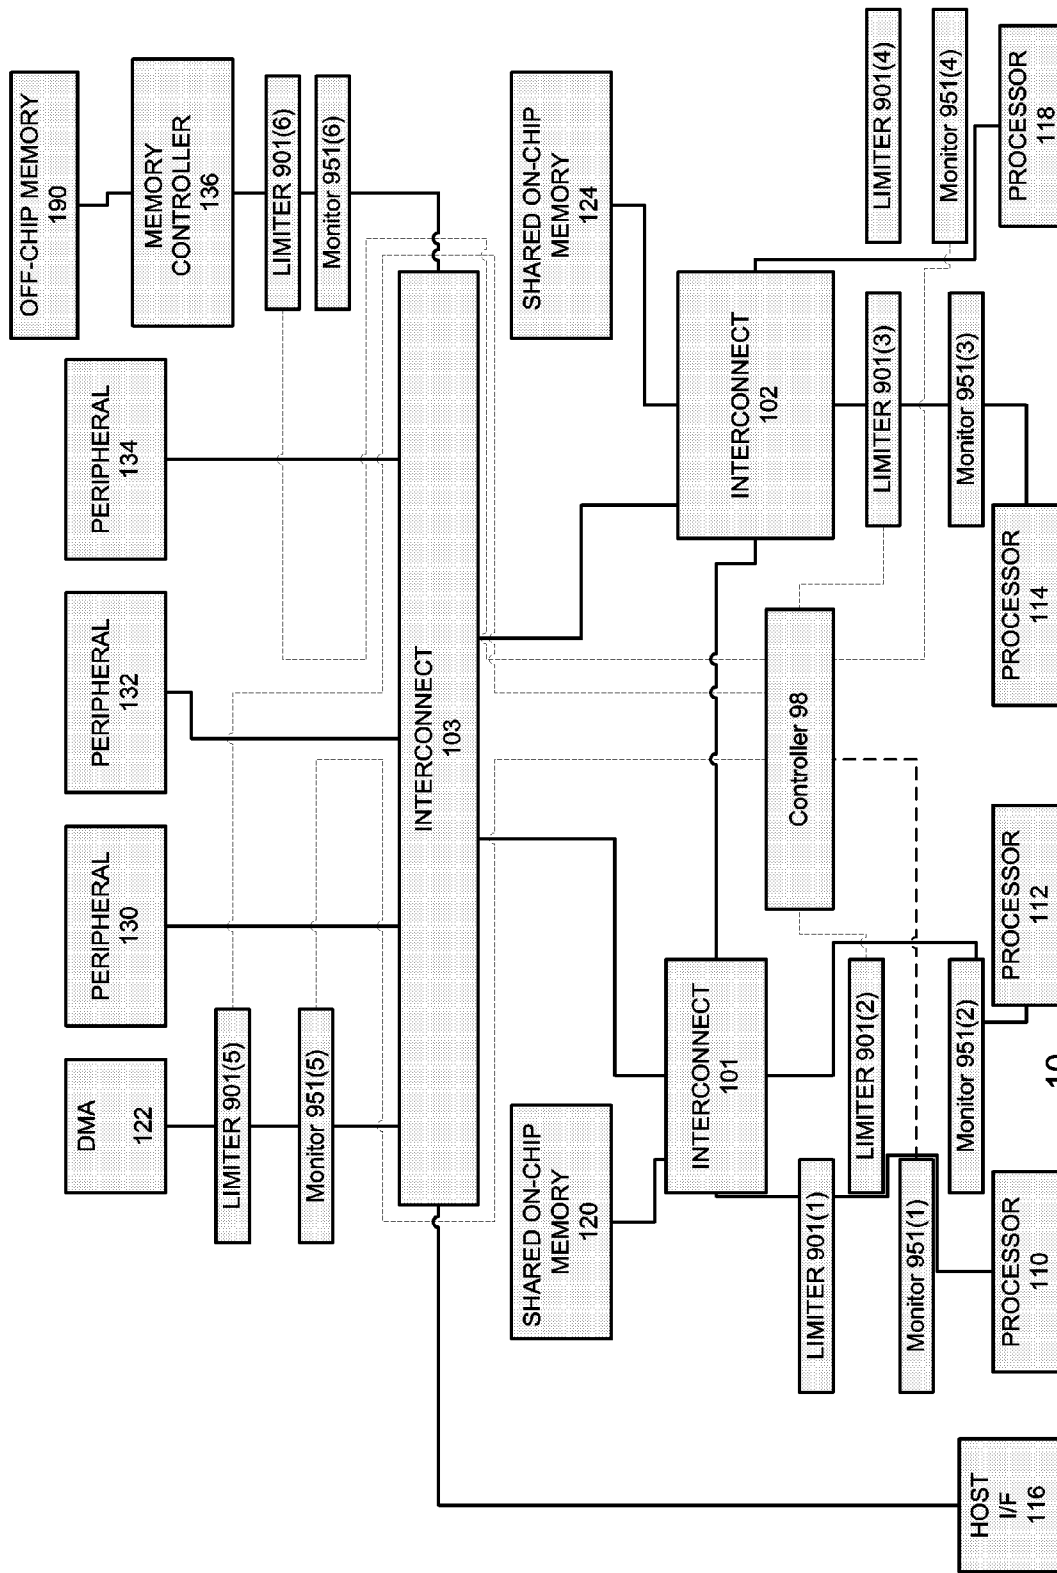 OFF-CHIP MEMORY
190
DMA
122
PERIPHERAL
130
PERIPHERAL
132
PERIPHERAL
134
MEMORY
CONTROLLER
136
LIMITER 901(5)
Monitor 951(5)
LIMITER 901(6)
Monitor 951(6)
INTERCONNECT
103
SHARED ON-CHIP
MEMORY
120
SHARED ON-CHIP
MEMORY
124
INTERCONNECT
101
INTERCONNECT
102
Controller 98
LIMITER 901(1)
LIMITER 901(2)
LIMITER 901(3)
LIMITER 901(4)
Monitor 951(1)
Monitor 951(2)
Monitor 951(3)
Monitor 951(4)
HOST
I/F
116
PROCESSOR
110
PROCESSOR
112
PROCESSOR
114
PROCESSOR
118